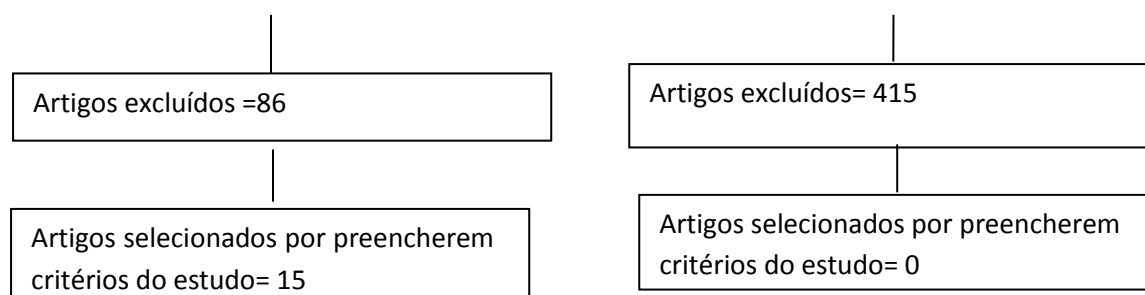 Artigos excluídos =86
Artigos excluídos= 415
Artigos selecionados por preencherem
critérios do estudo= 15
Artigos selecionados por preencherem
critérios do estudo= 0